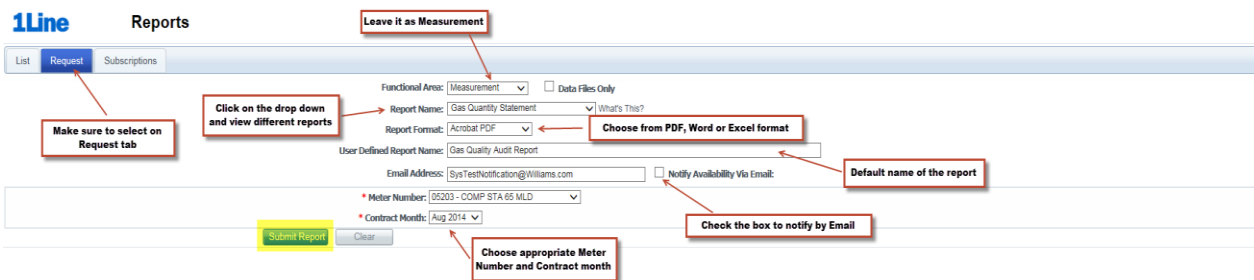 1Line Reports
Leave it as Measurement
List Request Subscriptions
Functional Area: Measurement Data Files Only
Click on the drop down
and view different reports
Report Name: Gas Quantity Statement What's This?
Make sure to select on
Request tab
Report Format: Acrobat PDF
Choose from PDF, Word or Excel format
User Defined Report Name: Gas Quality Audit Report
Default name of the report
Email Address: SysTestNotification@Williams.com Notify Availability Via Email:
* Meter Number: 05203 - COMP STA 65 MLD
* Contract Month: Aug 2014
Check the box to notify by Email
Submit Report Clear
Choose appropriate Meter
Number and Contract month